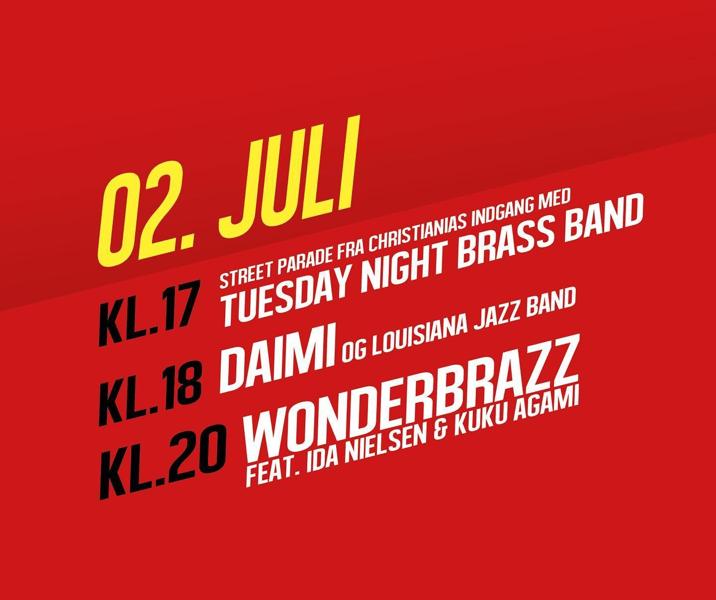 02. JULI
KL.17
STREET PARADE FRA CHRISTIANIAS INDGANG MED
TUESDAY NIGHT BRASS BAND
KL.18
DAIMI OG LOUISIANA JAZZ BAND
KL.20
WONDERBRAZZ
FEAT. IDA NIELSEN & KUKU AGAMI